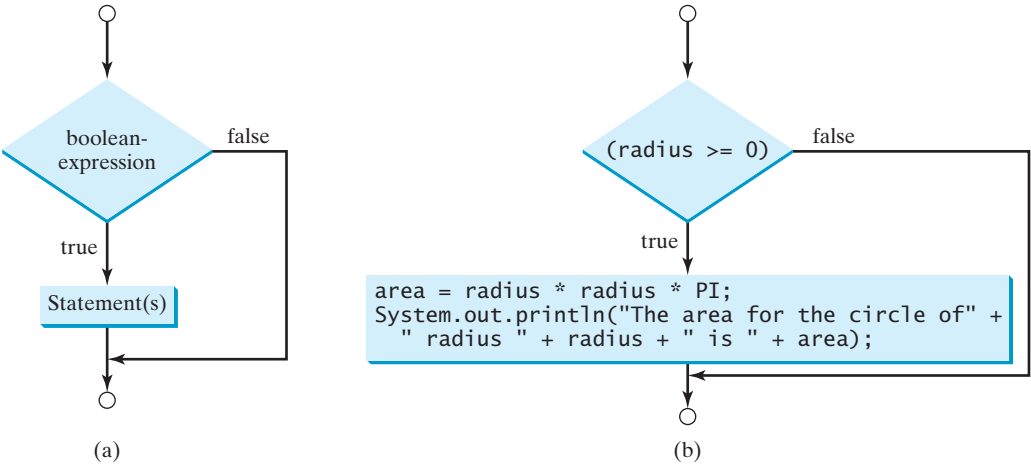 boolean-
expression
false
true
Statement(s)
(a)
(radius >= 0)
false
true
area = radius * radius * PI;
System.out.println("The area for the circle of" +
" radius " + radius + " is " + area);
(b)